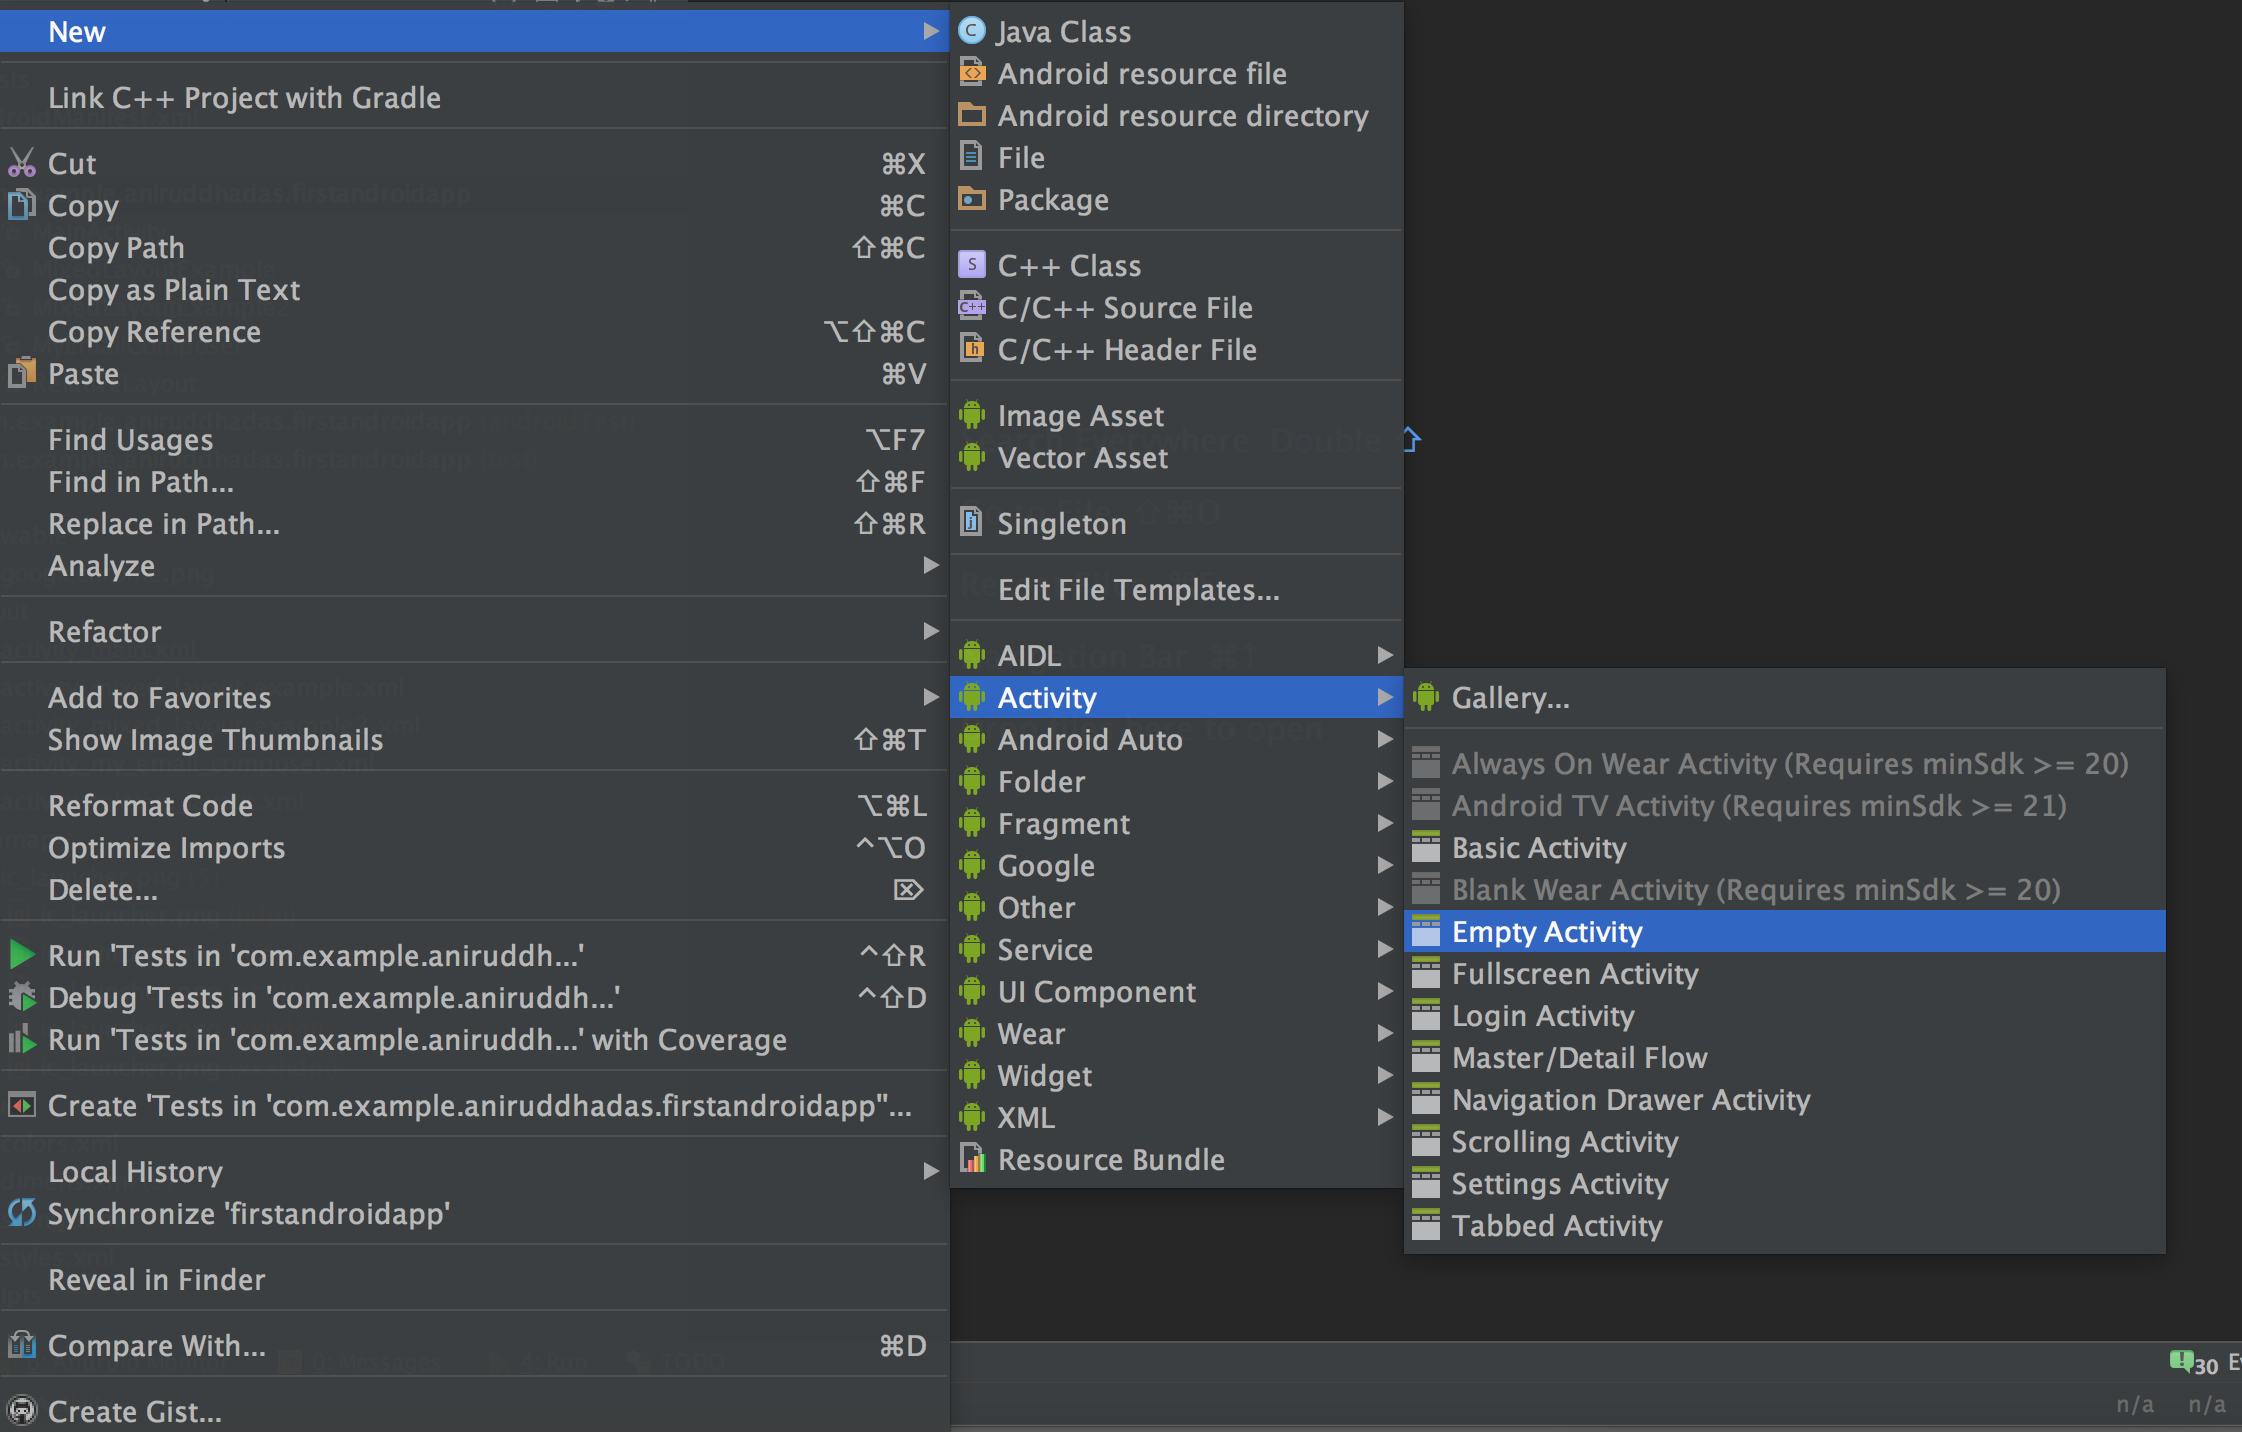 New
Link C++ Project with Gradle
Cut ⌘X
Copy ⌘C
Copy Path ⇧⌘C
Copy as Plain Text
Copy Reference ⌥⇧⌘C
Paste ⌘V
Find Usages ⌥F7
Find in Path... ⇧⌘F
Replace in Path... ⇧⌘R
Analyze
Refactor
Add to Favorites
Show Image Thumbnails ⇧⌘T
Reformat Code ⌥⌘L
Optimize Imports ^⌥O
Delete... ⌦
Run 'Tests in 'com.example.aniruddh...' ^⇧R
Debug 'Tests in 'com.example.aniruddh...' ^⇧D
Run 'Tests in 'com.example.aniruddh...' with Coverage
Create 'Tests in 'com.example.aniruddhadas.firstandroidapp''...
Local History
Synchronize 'firstandroidapp'
Reveal in Finder
Compare With... ⌘D
Create Gist...
Java Class
Android resource file
Android resource directory
File
Package
C++ Class
C/C++ Source File
C/C++ Header File
Image Asset
Vector Asset
Singleton
Edit File Templates...
AIDL
Activity
Android Auto
Folder
Fragment
Google
Other
Service
UI Component
Wear
Widget
XML
Resource Bundle
Gallery...
Always On Wear Activity (Requires minSdk >= 20)
Android TV Activity (Requires minSdk >= 21)
Basic Activity
Blank Wear Activity (Requires minSdk >= 20)
Empty Activity
Fullscreen Activity
Login Activity
Master/Detail Flow
Navigation Drawer Activity
Scrolling Activity
Settings Activity
Tabbed Activity
30
n/a n/a